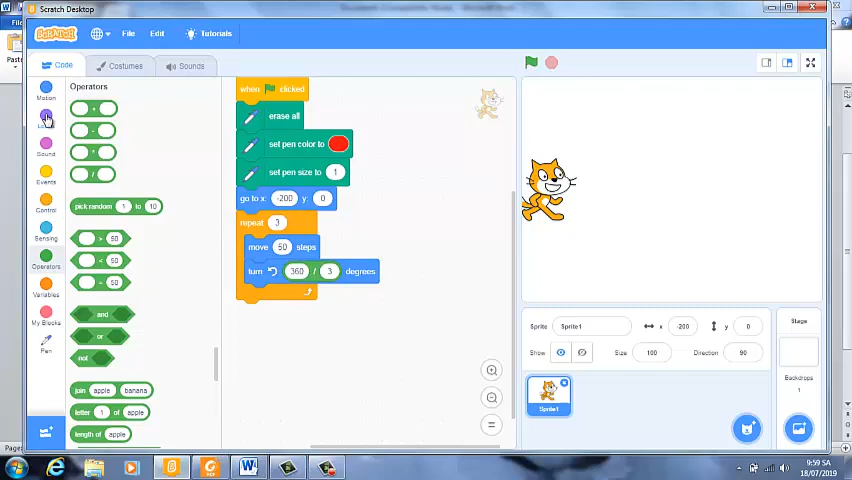 Scratch Desktop
SCRATCH
File
Edit
Tutorials
Code
Costumes
Sounds
Motion
Sound
Events
Control
Sensing
Operators
Variables
My Blocks
Pen
Operators
+
-
*
/
pick random 1 to 10
> 50
< 50
= 50
and
or
not
join apple banana
letter 1 of apple
length of apple
when clicked
erase all
set pen color to
set pen size to 1
go to x: -200 y: 0
repeat 3
move 50 steps
turn 360 / 3 degrees
Sprite Sprite1 x -200 y 0
Show Size 100 Direction 90
Sprite1
Stage
Backdrops
1
9:59 SA
18/07/2019